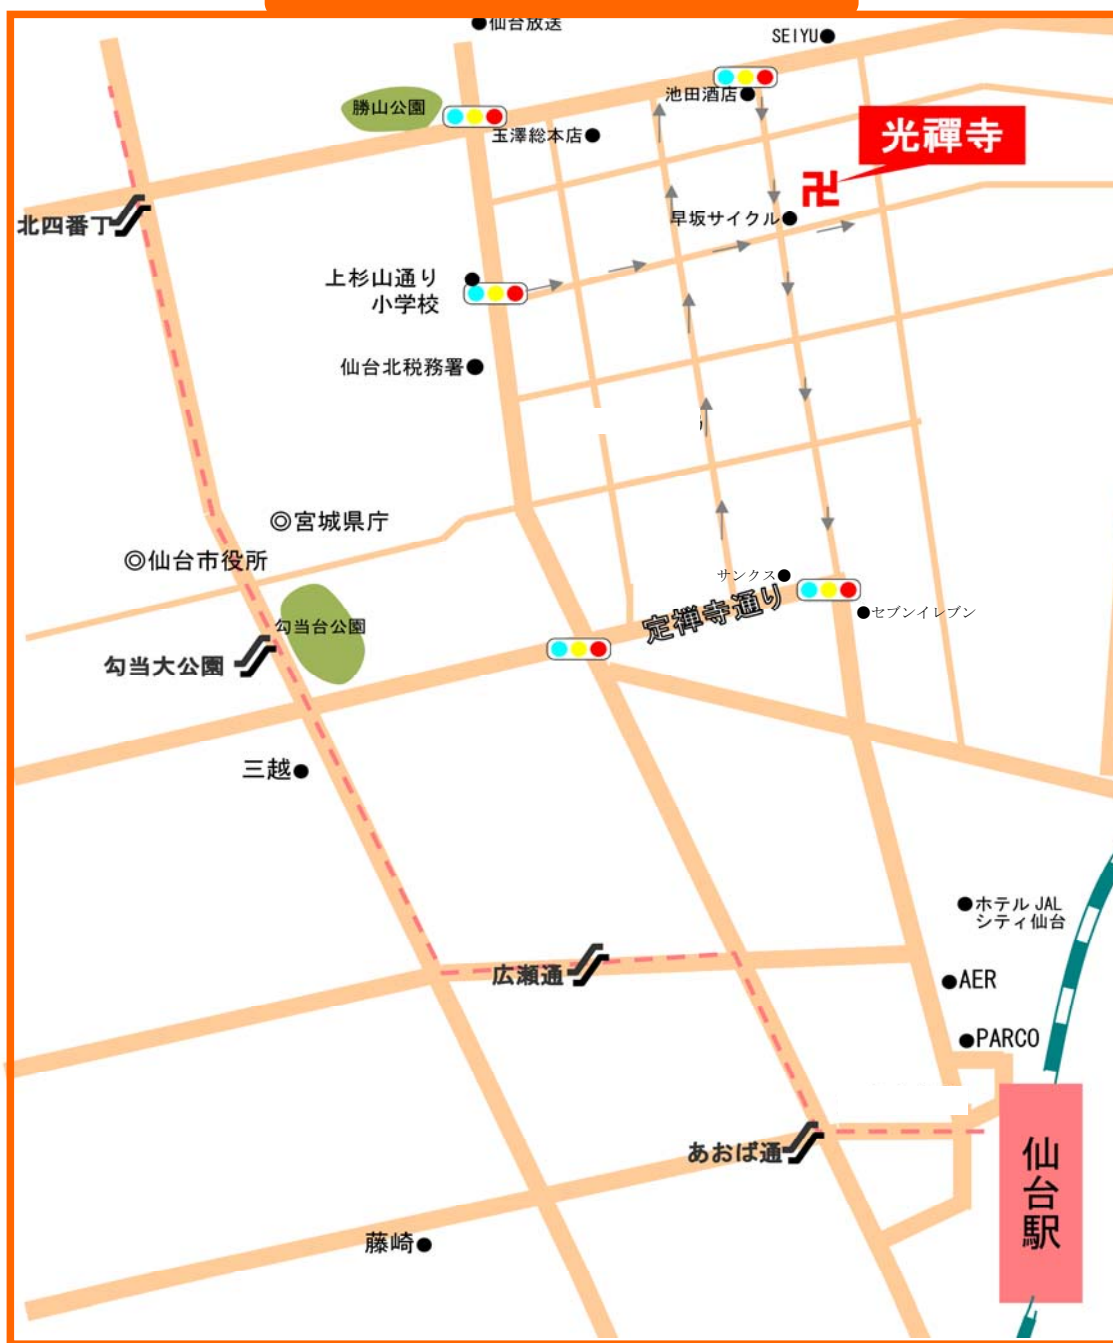 仙台放送
SEIYU
勝山公園
池田酒店
玉澤総本店
光禪寺
北四番丁
早坂サイクル
上杉山通り
小学校
仙台北税務署
宮城県庁
仙台市役所
サンクス
定禅寺通り
セブンイレブン
勾当台公園
勾当大公園
三越
ホテル JAL
シティ仙台
広瀬通
AER
PARCO
あおば通
仙台駅
藤崎